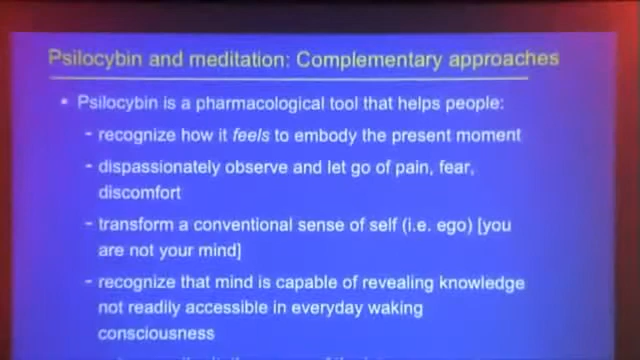 Psilocybin and meditation: Complementary approaches
• Psilocybin is a pharmacological tool that helps people:
- recognize how it feels to embody the present moment
- dispassionately observe and let go of pain, fear,
discomfort
- transform a conventional sense of self (i.e. ego) [you
are not your mind]
- recognize that mind is capable of revealing knowledge
not readily accessible in everyday waking
consciousness